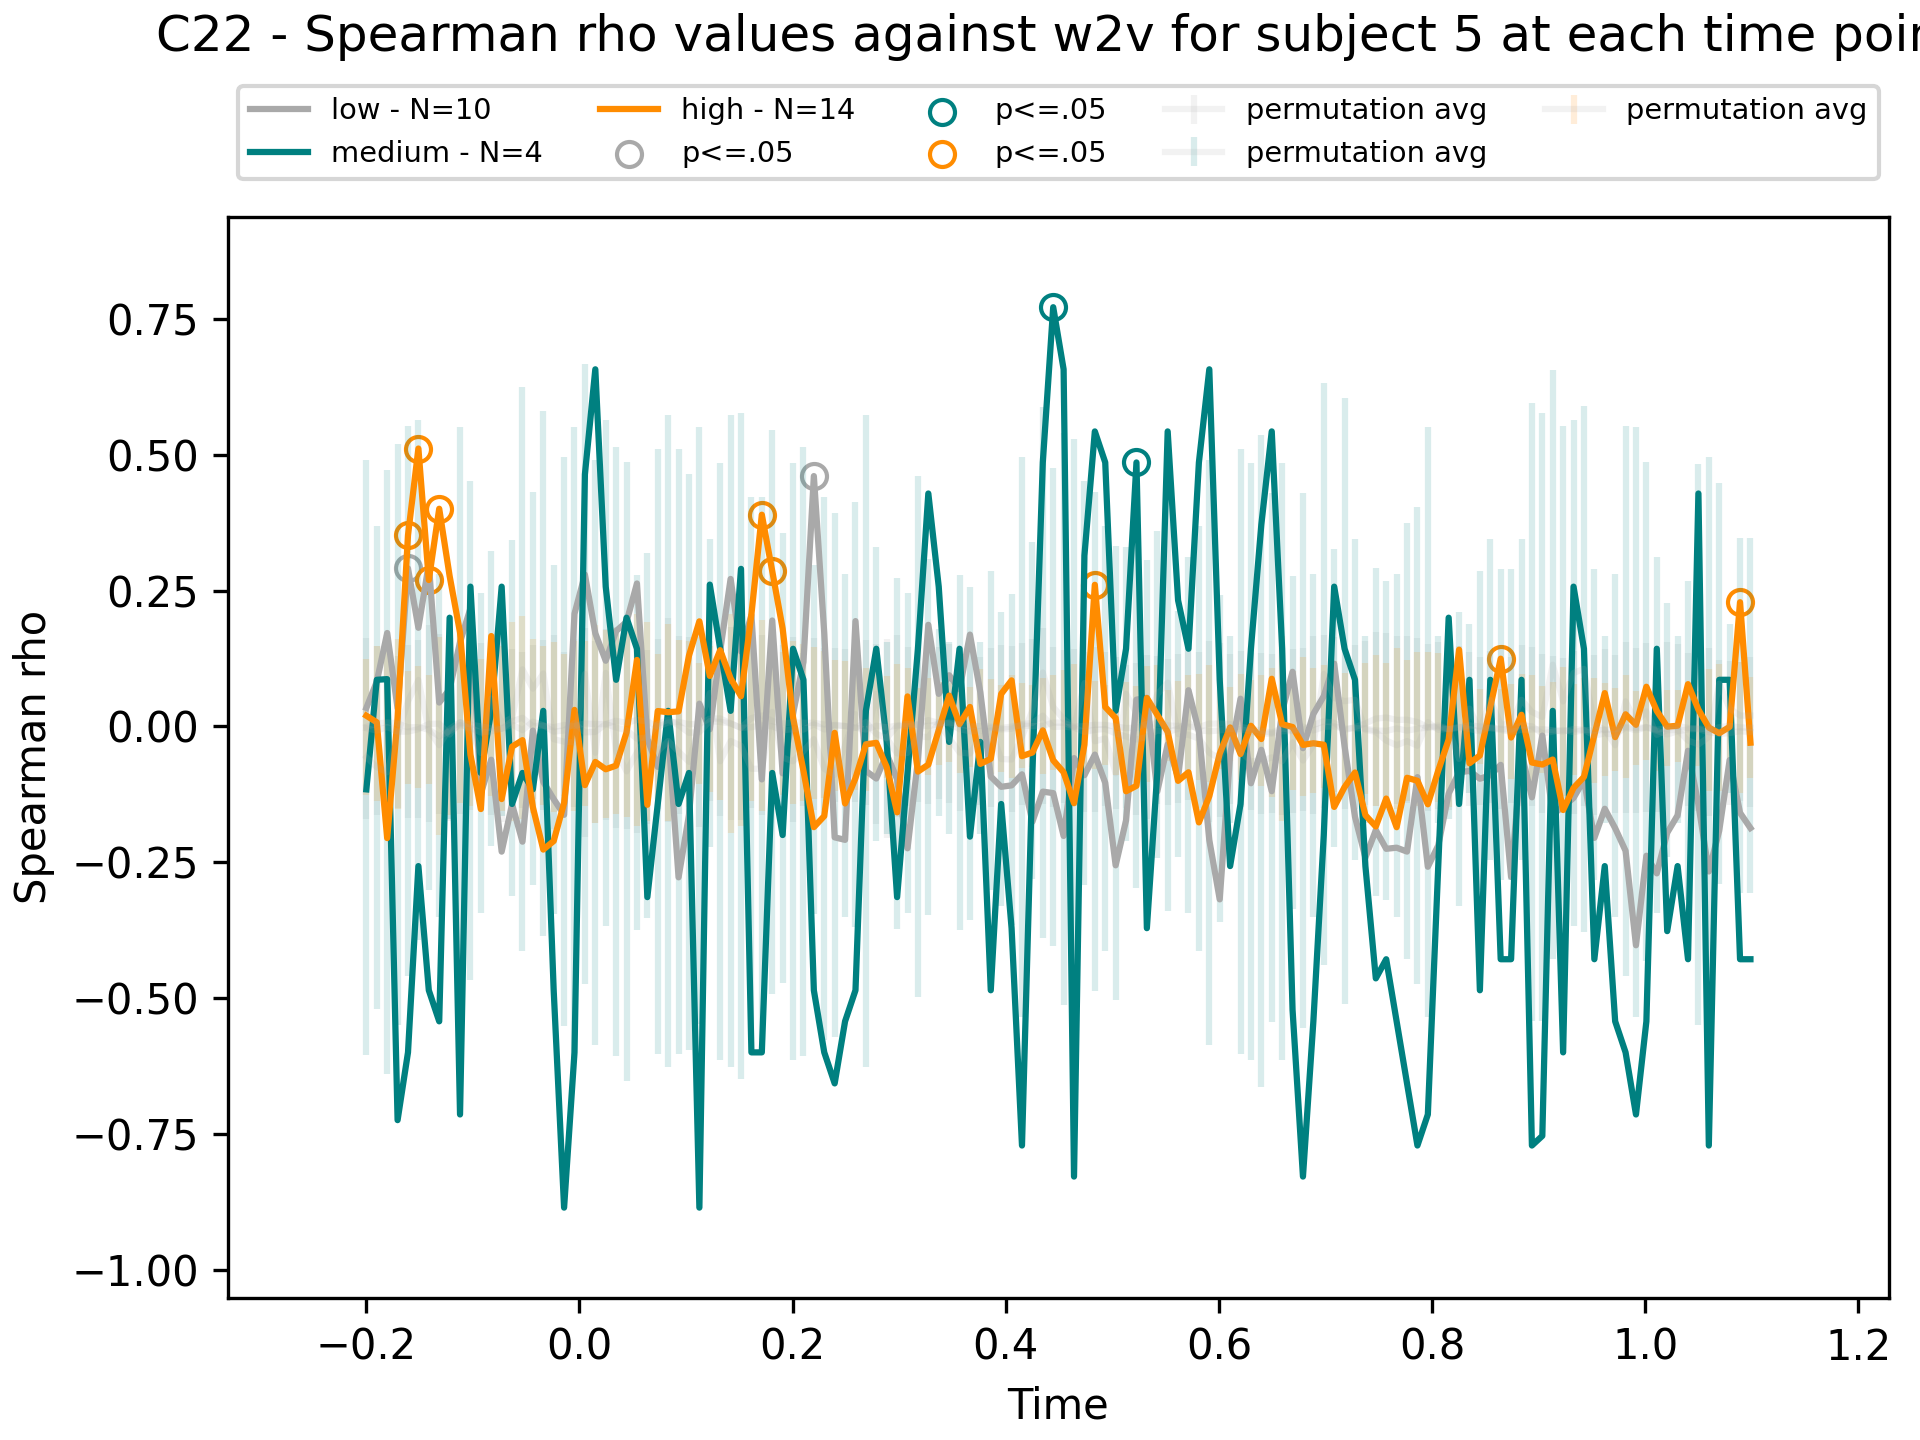 C22 - Spearman rho values against w2v for subject 5 at each time poin
low - N=10
medium - N=4
high - N=14
p<=.05
p<=.05
p<=.05
permutation avg
permutation avg
permutation avg
Spearman rho
0.75
0.50
0.25
0.00
−0.25
−0.50
−0.75
−1.00
−0.2 0.0 0.2 0.4 0.6 0.8 1.0 1.2
Time